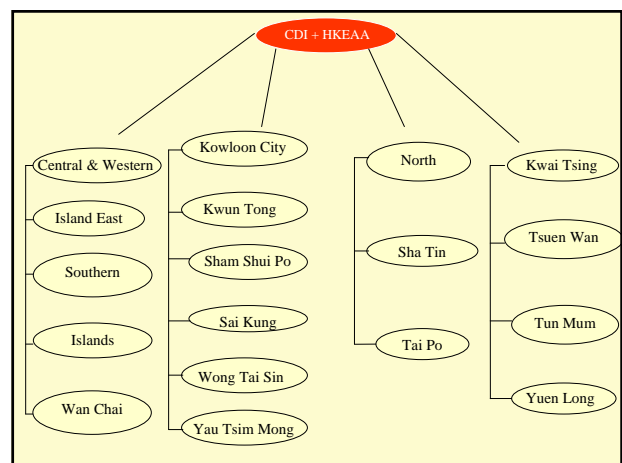 CDI + HKEAA
Central & Western
Island East
Southern
Islands
Wan Chai
Kowloon City
Kwun Tong
Sham Shui Po
Sai Kung
Wong Tai Sin
Yau Tsim Mong
North
Sha Tin
Tai Po
Kwai Tsing
Tsuen Wan
Tun Mum
Yuen Long